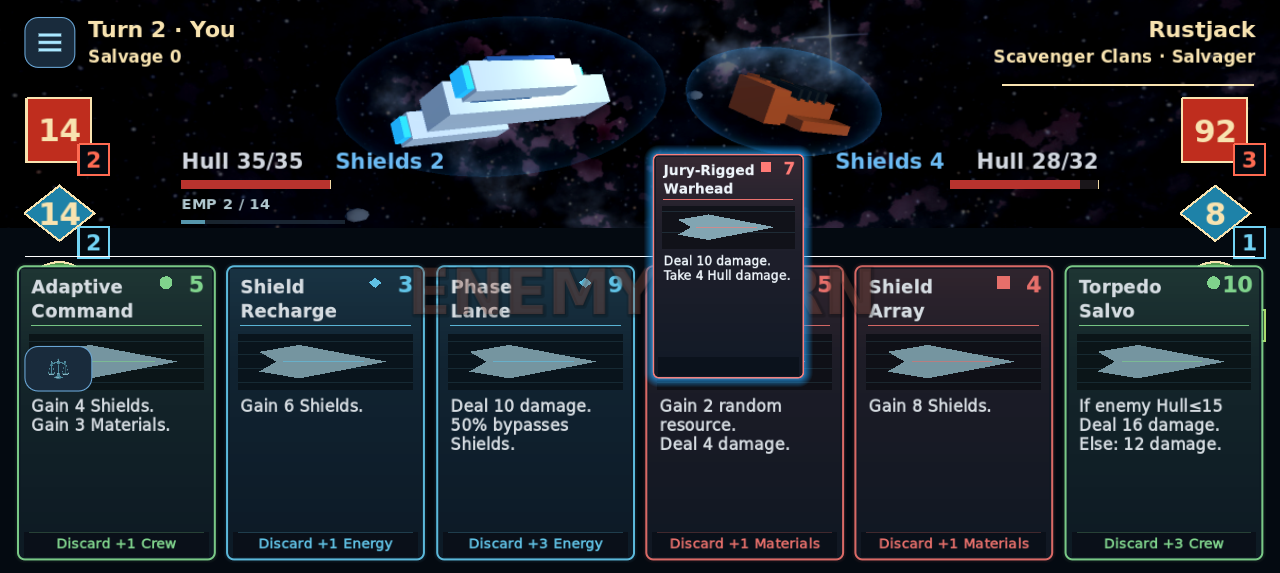 Turn 2 · You
Salvage 0
Rustjack
Scavenger Clans · Salvager
14
2
92
3
Hull 35/35
Shields 2
Shields 4
Hull 28/32
EMP 2 / 14
14
2
8
1
Jury-Rigged
Warhead
7
Deal 10 damage.
Take 4 Hull damage.
ENEMY
Adaptive
Command
5
Gain 4 Shields.
Gain 3 Materials.
Discard +1 Crew
Shield
Recharge
3
Gain 6 Shields.
Discard +1 Energy
Phase
Lance
9
Deal 10 damage.
50% bypasses
Shields.
Discard +3 Energy
5
Gain 2 random
resource.
Deal 4 damage.
Discard +1 Materials
Shield
Array
4
Gain 8 Shields.
Discard +1 Materials
Torpedo
Salvo
10
If enemy Hull≤15
Deal 16 damage.
Else: 12 damage.
Discard +3 Crew